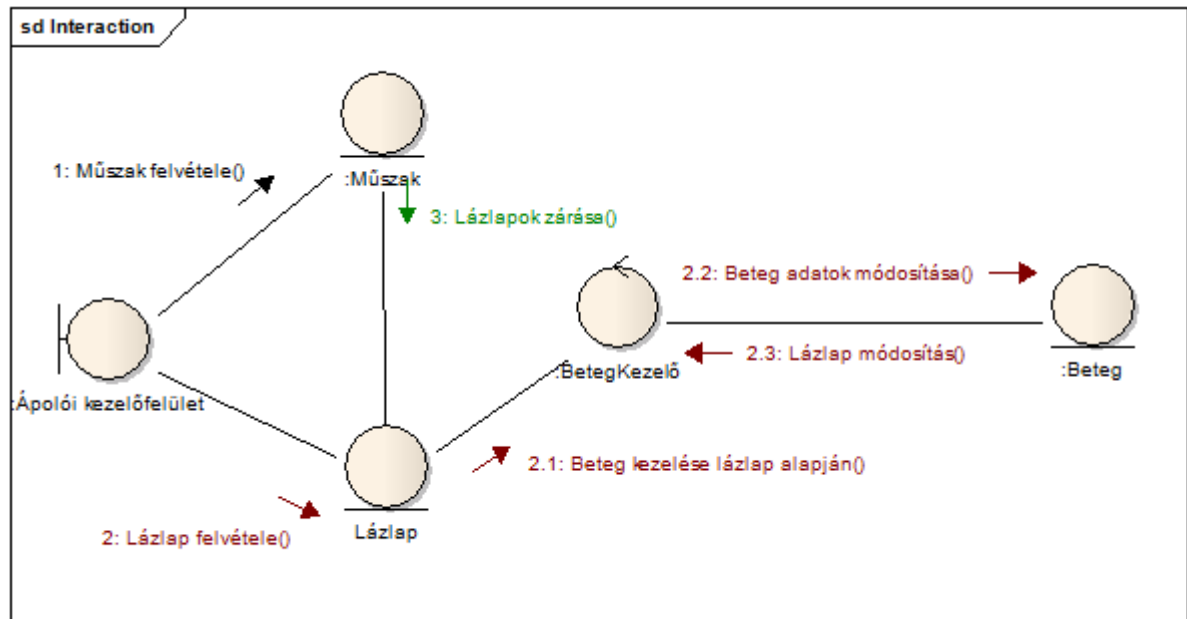 sd Interaction
1: Műszak felvétele()
:Műszak
3: Lázlapok zárása()
2.2: Beteg adatok módosítása()
2.3: Lázlap módosítás()
:BetegKezelő
:Beteg
:Ápolói kezelőfelület
2.1: Beteg kezelése lázlap alapján()
2: Lázlap felvétele()
Lázlap